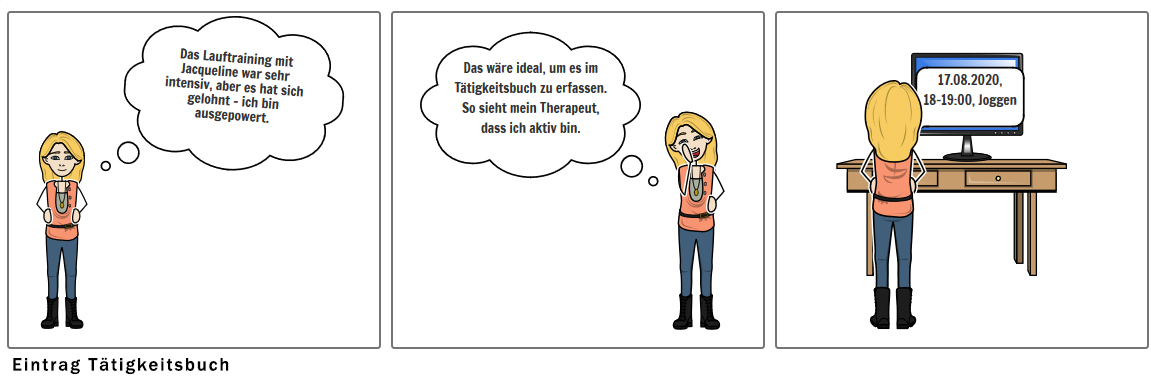 Das Lauftraining mit
Jacqueline war sehr
intensiv, aber es hat sich
gelohnt - ich bin
ausgepowert.
Das wäre ideal, um es im
Tätigkeitsbuch zu erfassen.
So sieht mein Therapeut,
dass ich aktiv bin.
17.08.2020,
18-19:00, Joggen
Eintrag Tätigkeitsbuch